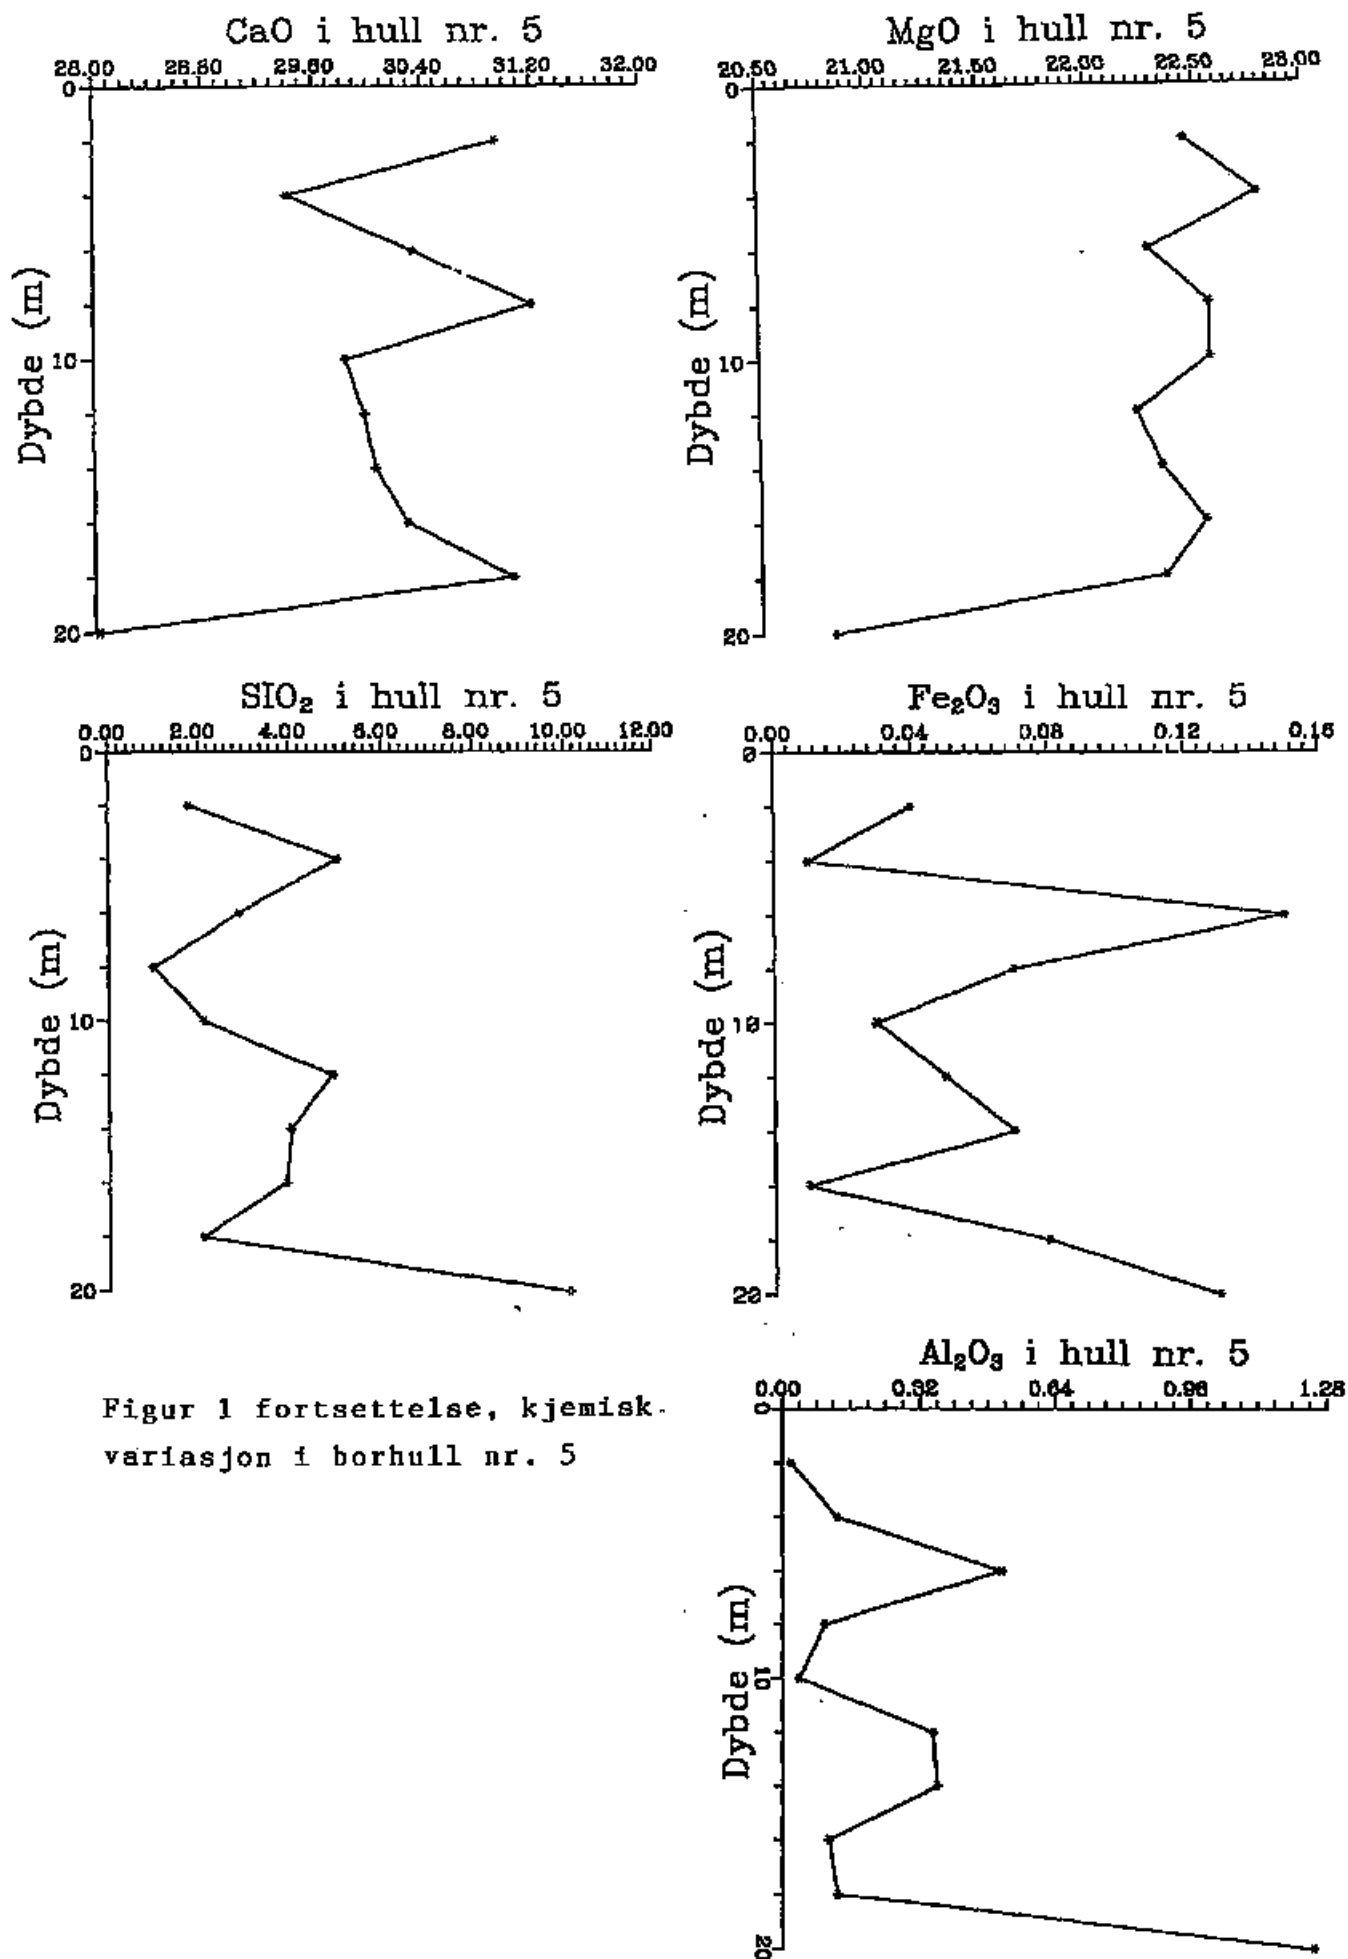 CaO i hull nr. 5
28.00 28.80 29.60 30.40 31.20 32.00
0
10
20
Dybde (m)
MgO i hull nr. 5
20.50 21.00 21.50 22.00 22.50 23.00
0
10
20
Dybde (m)
SIO₂ i hull nr. 5
0.00 2.00 4.00 6.00 8.00 10.00 12.00
0
10
20
Dybde (m)
Fe₂O₃ i hull nr. 5
0.00 0.04 0.08 0.12 0.16
0
10
20
Dybde (m)
Al₂O₃ i hull nr. 5
0.00 0.32 0.64 0.96 1.28
0
10
20
Dybde (m)
Figur 1 fortsettelse, kjemisk
variasjon i borhull nr. 5